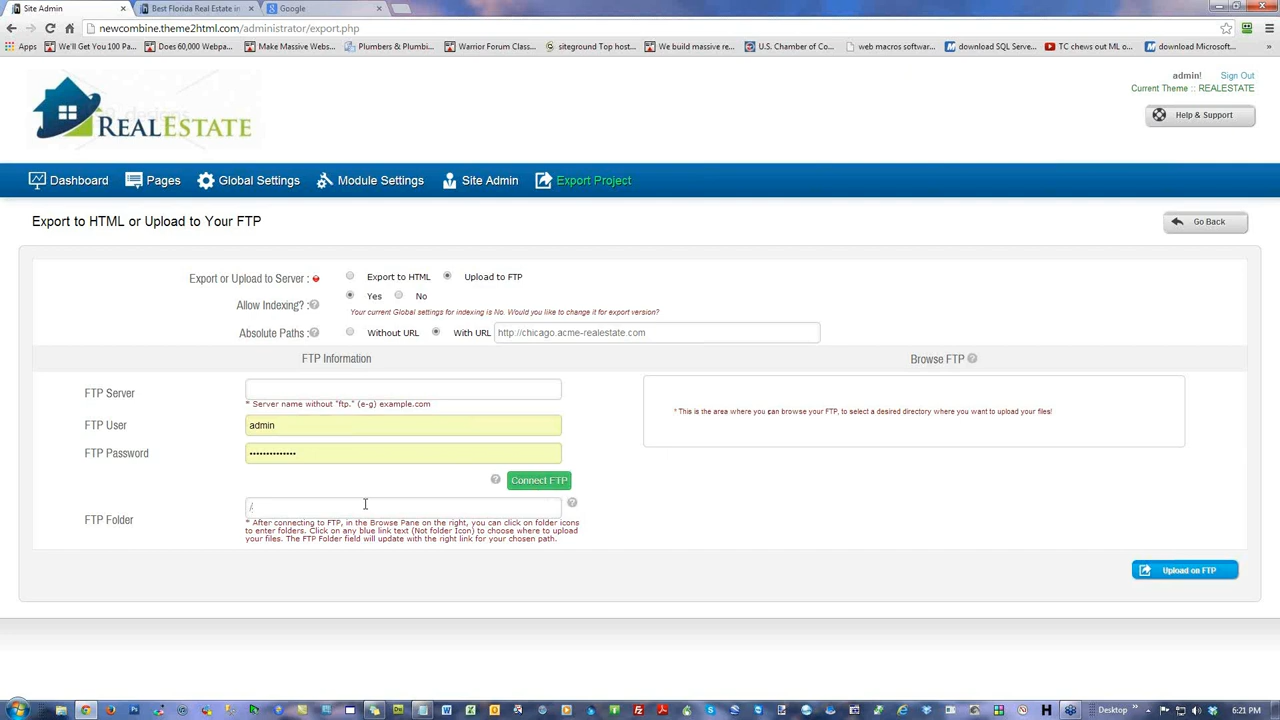 Site Admin
Best Florida Real Estate in
Google
newcombine.theme2html.com/administrator/export.php
Apps
We'll Get You 100 Pa...
Does 60,000 Webpa...
Make Massive Webs...
Plumbers & Plumbi...
Warrior Forum Class...
siteground Top host...
We build massive re...
U.S. Chamber of Co...
web macros softwar...
download SQL Serve...
TC chews out ML o...
download Microsoft...
admin!
Sign Out
Current Theme :: REALESTATE
Help & Support
REALESTATE
Dashboard
Pages
Global Settings
Module Settings
Site Admin
Export Project
Export to HTML or Upload to Your FTP
Go Back
Export or Upload to Server :
Export to HTML
Upload to FTP
Allow Indexing? :
Yes
No
Your current Global settings for indexing is No. Would you like to change it for export version?
Absolute Paths :
Without URL
With URL
http://chicago.acme-realestate.com
FTP Information
Browse FTP
FTP Server
* Server name without "ftp." (e-g) example.com
* This is the area where you can browse your FTP, to select a desired directory where you want to upload your files!
FTP User
admin
FTP Password
••••••••••••••
Connect FTP
/
FTP Folder
* After connecting to FTP, in the Browse Pane on the right, you can click on folder icons
to enter folders. Click on any blue link text (Not folder Icon) to choose where to upload
your files. The FTP Folder field will update with the right link for your chosen path.
Upload on FTP
Desktop
6:21 PM